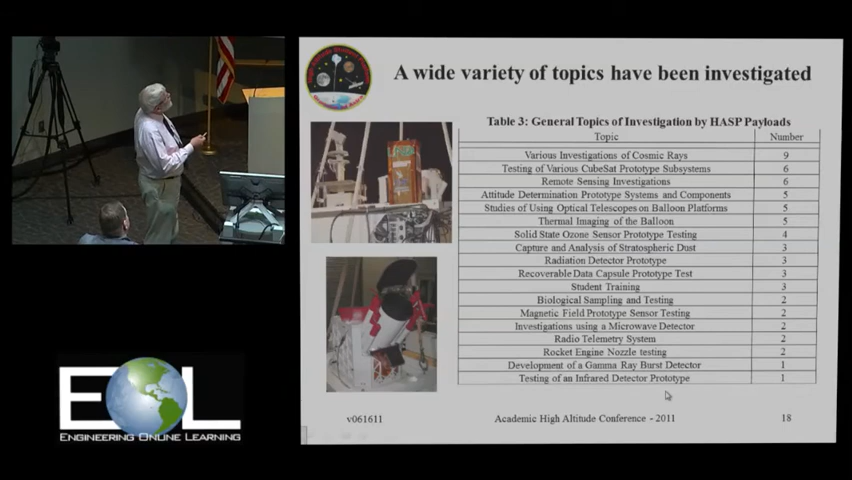 A wide variety of topics have been investigated
Table 3: General Topics of Investigation by HASP Payloads
Topic Number
Various Investigations of Cosmic Rays 9
Testing of Various CubeSat Prototype Subsystems 6
Remote Sensing Investigations 6
Attitude Determination Prototype Systems and Components 5
Studies of Using Optical Telescopes on Balloon Platforms 5
Thermal Imaging of the Balloon 5
Solid State Ozone Sensor Prototype Testing 4
Capture and Analysis of Stratospheric Dust 3
Radiation Detector Prototype 3
Recoverable Data Capsule Prototype Test 3
Student Training 3
Biological Sampling and Testing 2
Magnetic Field Prototype Sensor Testing 2
Investigations using a Microwave Detector 2
Radio Telemetry System 2
Rocket Engine Nozzle testing 2
Development of a Gamma Ray Burst Detector 1
Testing of an Infrared Detector Prototype 1
v061611 Academic High Altitude Conference - 2011 18
EOL
ENGINEERING ONLINE LEARNING